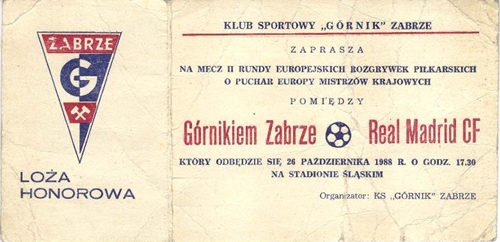 ZABRZE
G
LOŻA
HONOROWA
KLUB SPORTOWY „GÓRNIK" ZABRZE
ZAPRASZA
NA MECZ II RUNDY EUROPEJSKICH ROZGRYWEK PIŁKARSKICH
O PUCHAR EUROPY MISTRZÓW KRAJOWYCH
POMIĘDZY
Górnikiem Zabrze Real Madrid CF
KTÓRY ODBĘDZIE SIĘ 26 PAŹDZIERNIKA 1988 R. O GODZ. 17.30
NA STADIONIE ŚLĄSKIM
Organizator: KS „GÓRNIK" ZABRZE